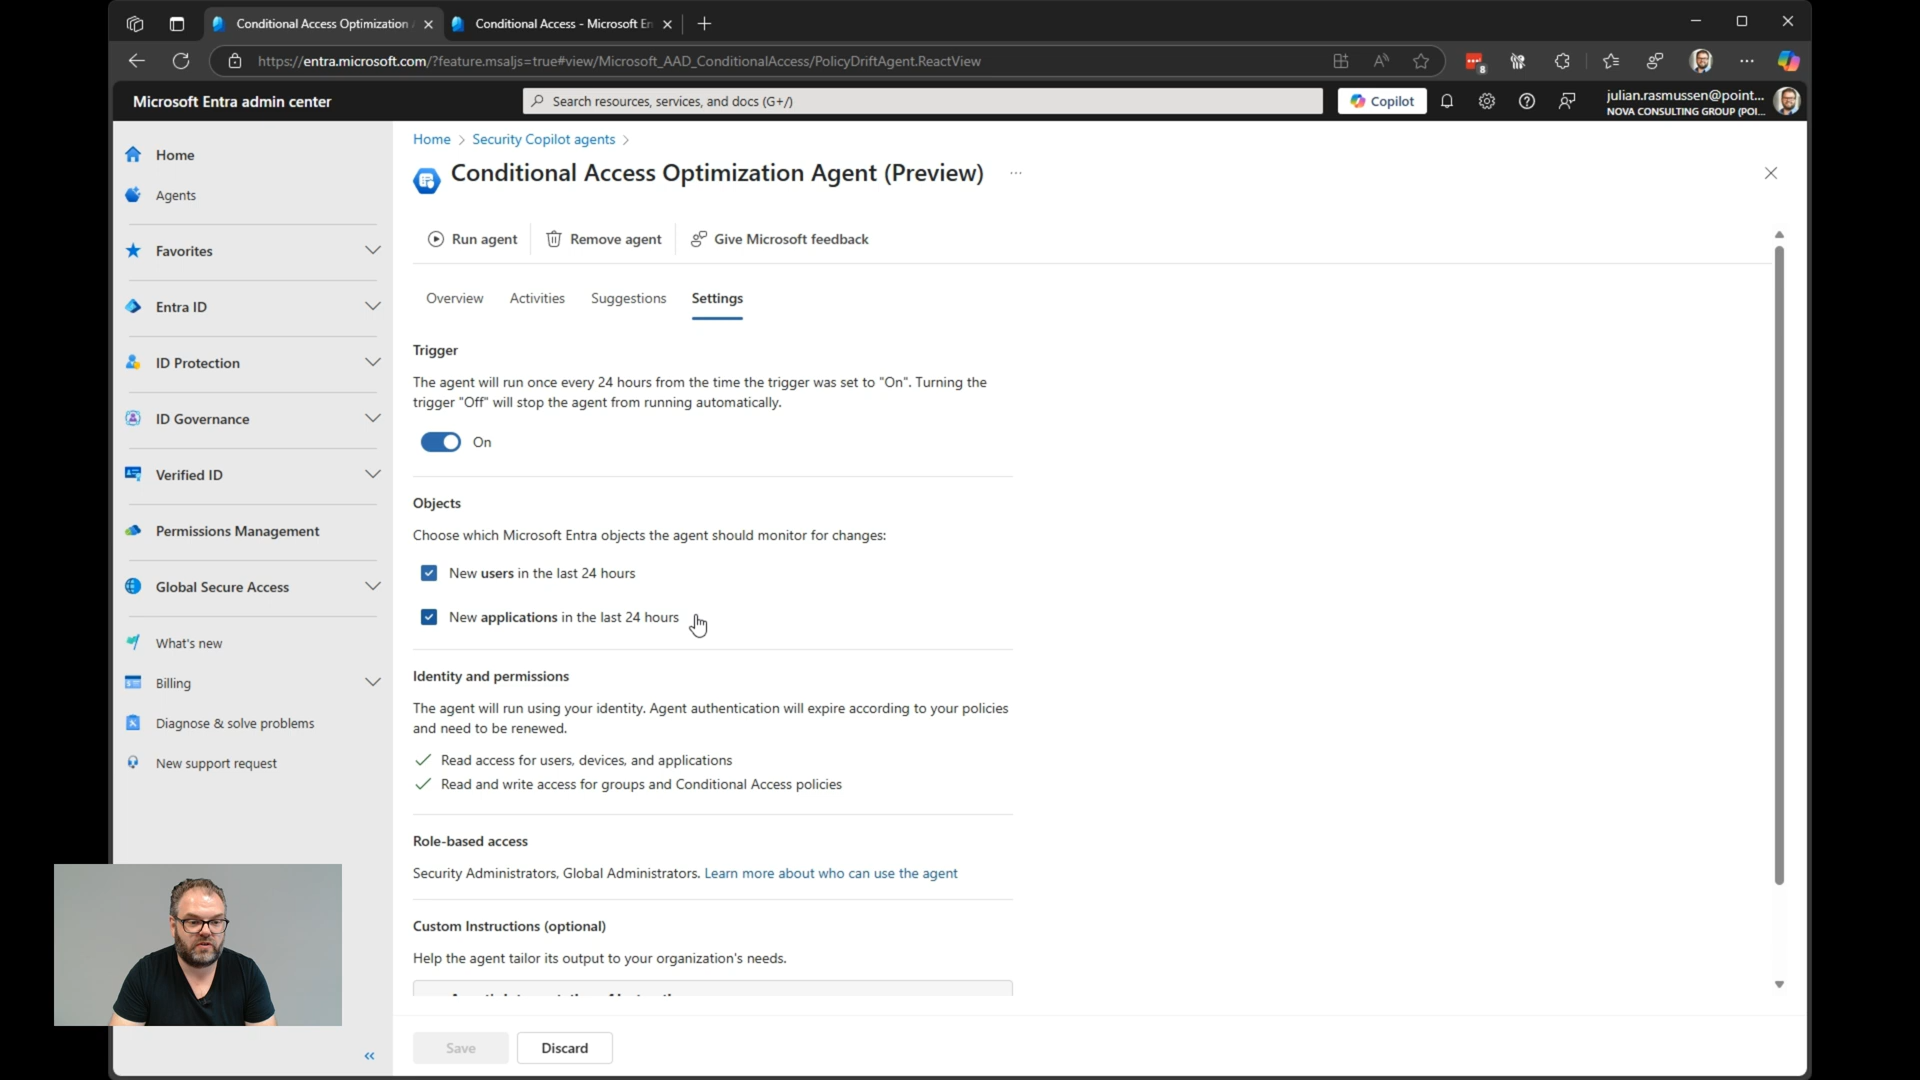 Conditional Access Optimization
Conditional Access - Microsoft En
https://entra.microsoft.com/?feature.msaljs=true#view/Microsoft_AAD_ConditionalAccess/PolicyDriftAgent.ReactView
8
Microsoft Entra admin center
Search resources, services, and docs (G+/)
Copilot
julian.rasmussen@point...
NOVA CONSULTING GROUP (POI...
Home
Agents
Favorites
Entra ID
ID Protection
ID Governance
Verified ID
Permissions Management
Global Secure Access
What's new
Billing
Diagnose & solve problems
New support request
Home > Security Copilot agents >
Conditional Access Optimization Agent (Preview) ...
Run agent
Remove agent
Give Microsoft feedback
Overview
Activities
Suggestions
Settings
Trigger
The agent will run once every 24 hours from the time the trigger was set to "On". Turning the
trigger "Off" will stop the agent from running automatically.
On
Objects
Choose which Microsoft Entra objects the agent should monitor for changes:
New users in the last 24 hours
New applications in the last 24 hours
Identity and permissions
The agent will run using your identity. Agent authentication will expire according to your policies
and need to be renewed.
Read access for users, devices, and applications
Read and write access for groups and Conditional Access policies
Role-based access
Security Administrators, Global Administrators. Learn more about who can use the agent
Custom Instructions (optional)
Help the agent tailor its output to your organization's needs.
Save
Discard